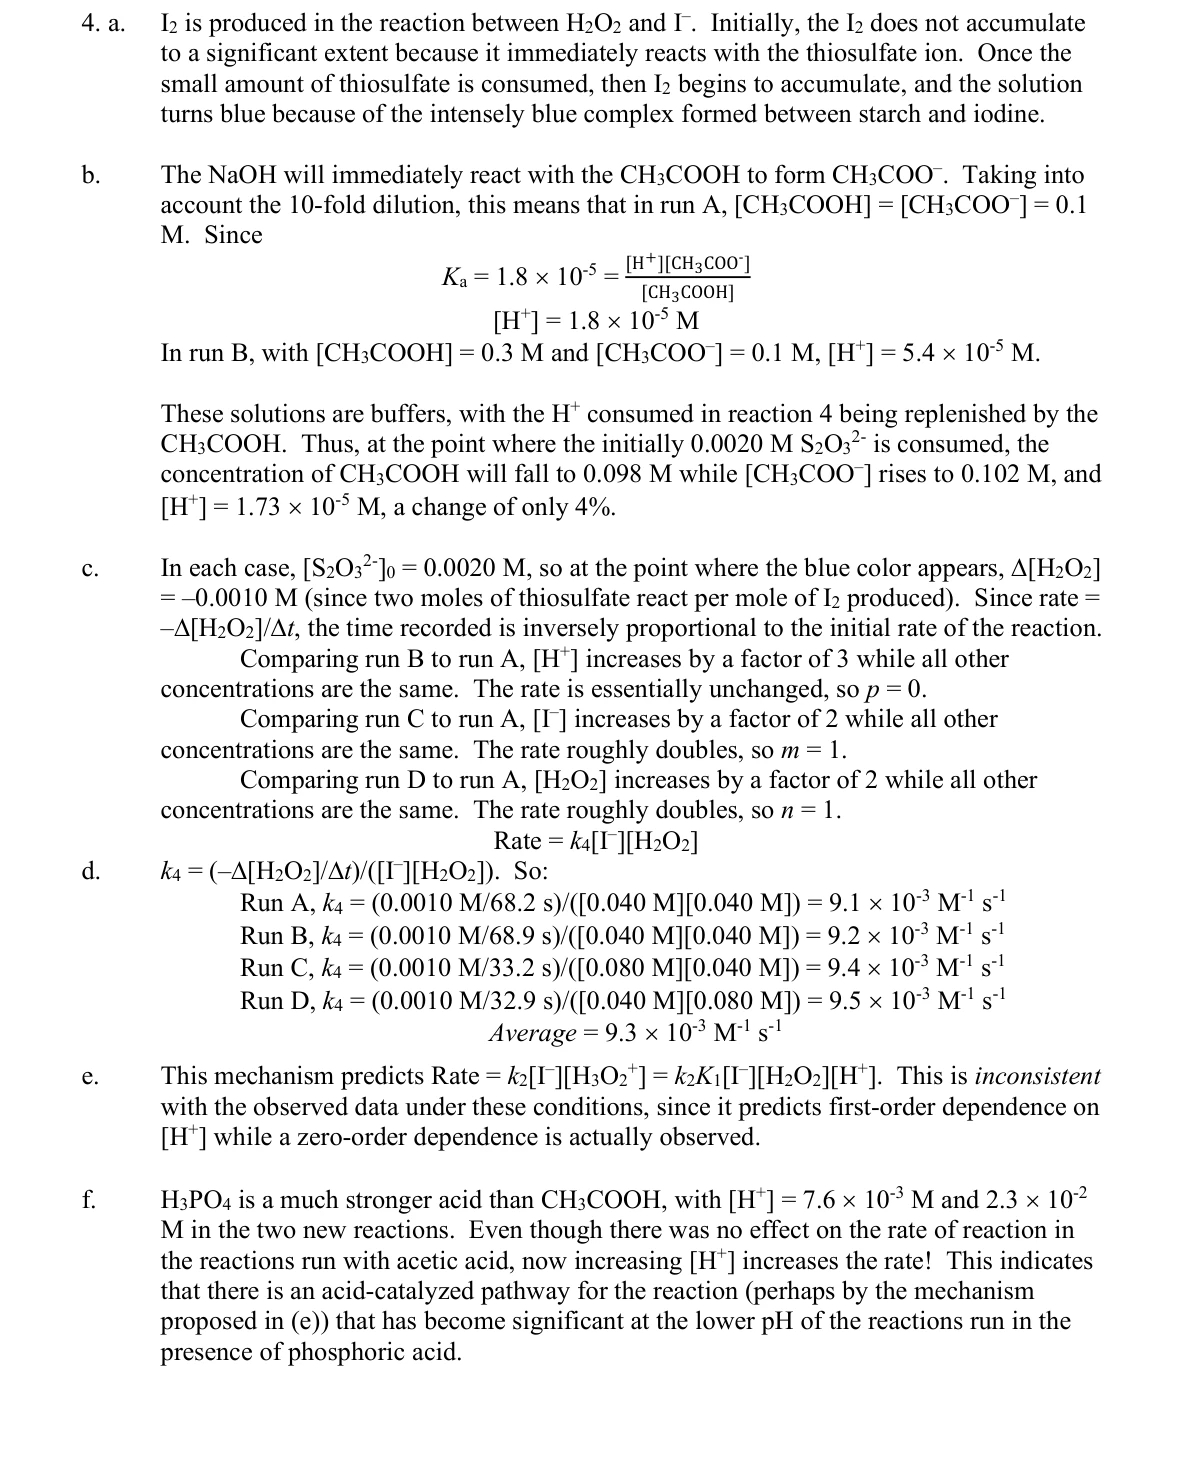 4. a. I₂ is produced in the reaction between H₂O₂ and I⁻. Initially, the I₂ does not accumulate
to a significant extent because it immediately reacts with the thiosulfate ion. Once the
small amount of thiosulfate is consumed, then I₂ begins to accumulate, and the solution
turns blue because of the intensely blue complex formed between starch and iodine.
b. The NaOH will immediately react with the CH₃COOH to form CH₃COO⁻. Taking into
account the 10-fold dilution, this means that in run A, [CH₃COOH] = [CH₃COO⁻] = 0.1
M. Since
Kₐ = 1.8 × 10⁻⁵ = [H⁺][CH₃COO⁻] / [CH₃COOH]
[H⁺] = 1.8 × 10⁻⁵ M
In run B, with [CH₃COOH] = 0.3 M and [CH₃COO⁻] = 0.1 M, [H⁺] = 5.4 × 10⁻⁵ M.
These solutions are buffers, with the H⁺ consumed in reaction 4 being replenished by the
CH₃COOH. Thus, at the point where the initially 0.0020 M S₂O₃²⁻ is consumed, the
concentration of CH₃COOH will fall to 0.098 M while [CH₃COO⁻] rises to 0.102 M, and
[H⁺] = 1.73 × 10⁻⁵ M, a change of only 4%.
c. In each case, [S₂O₃²⁻]₀ = 0.0020 M, so at the point where the blue color appears, Δ[H₂O₂]
= –0.0010 M (since two moles of thiosulfate react per mole of I₂ produced). Since rate =
–Δ[H₂O₂]/Δt, the time recorded is inversely proportional to the initial rate of the reaction.
Comparing run B to run A, [H⁺] increases by a factor of 3 while all other
concentrations are the same. The rate is essentially unchanged, so p = 0.
Comparing run C to run A, [I⁻] increases by a factor of 2 while all other
concentrations are the same. The rate roughly doubles, so m = 1.
Comparing run D to run A, [H₂O₂] increases by a factor of 2 while all other
concentrations are the same. The rate roughly doubles, so n = 1.
Rate = k₄[I⁻][H₂O₂]
d. k₄ = (–Δ[H₂O₂]/Δt)/([I⁻][H₂O₂]). So:
Run A, k₄ = (0.0010 M/68.2 s)/([0.040 M][0.040 M]) = 9.1 × 10⁻³ M⁻¹ s⁻¹
Run B, k₄ = (0.0010 M/68.9 s)/([0.040 M][0.040 M]) = 9.2 × 10⁻³ M⁻¹ s⁻¹
Run C, k₄ = (0.0010 M/33.2 s)/([0.080 M][0.040 M]) = 9.4 × 10⁻³ M⁻¹ s⁻¹
Run D, k₄ = (0.0010 M/32.9 s)/([0.040 M][0.080 M]) = 9.5 × 10⁻³ M⁻¹ s⁻¹
Average = 9.3 × 10⁻³ M⁻¹ s⁻¹
e. This mechanism predicts Rate = k₂[I⁻][H₃O₂⁺] = k₂K₁[I⁻][H₂O₂][H⁺]. This is inconsistent
with the observed data under these conditions, since it predicts first-order dependence on
[H⁺] while a zero-order dependence is actually observed.
f. H₃PO₄ is a much stronger acid than CH₃COOH, with [H⁺] = 7.6 × 10⁻³ M and 2.3 × 10⁻²
M in the two new reactions. Even though there was no effect on the rate of reaction in
the reactions run with acetic acid, now increasing [H⁺] increases the rate! This indicates
that there is an acid-catalyzed pathway for the reaction (perhaps by the mechanism
proposed in (e)) that has become significant at the lower pH of the reactions run in the
presence of phosphoric acid.